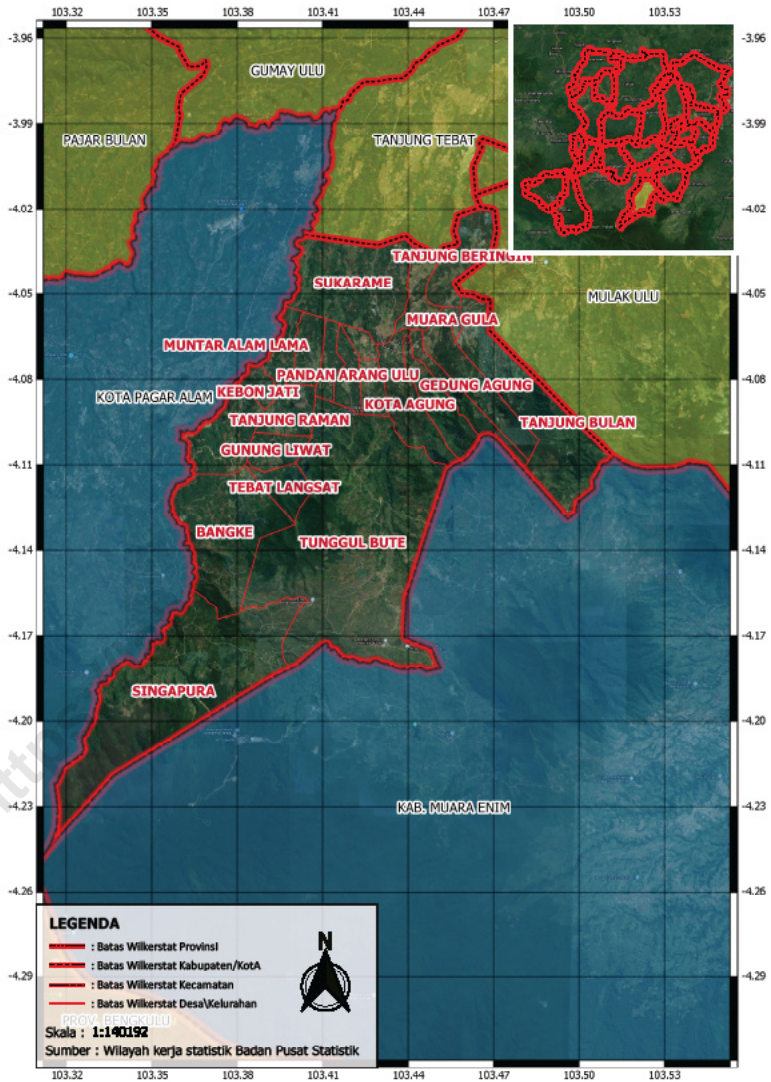 103.32 103.35 103.38 103.41 103.44 103.47 103.50 103.53
-3.96 -3.96
GUMAY ULU
-3.99 -3.99
PAJAR BULAN TANJUNG TEBAT
-4.02 -4.02
TANJUNG BERINGIN
SUKARAME
-4.05 MULAK ULU -4.05
MUARA GULA
MUNTAR ALAM LAMA
-4.08 PANDAN ARANG ULU -4.08
KOTA PAGAR ALAM KEBON JATI GEDUNG AGUNG
KOTA AGUNG
TANJUNG RAMAN TANJUNG BULAN
GUNUNG LIWAT
-4.11 -4.11
TEBAT LANGSAT
BANGKE
TUNGGUL BUTE
-4.14 -4.14
-4.17 -4.17
SINGAPURA
-4.20 -4.20
-4.23 KAB. MUARA ENIM -4.23
-4.26 -4.26
LEGENDA
: Batas Wilkerstat Provinsi
: Batas Wilkerstat Kabupaten/KotA
: Batas Wilkerstat Kecamatan
: Batas Wilkerstat Desa\Kelurahan
N
-4.29 -4.29
PROV. BENGKULU
Skala : 1:140192
Sumber : Wilayah kerja statistik Badan Pusat Statistik
103.32 103.35 103.38 103.41 103.44 103.47 103.50 103.53